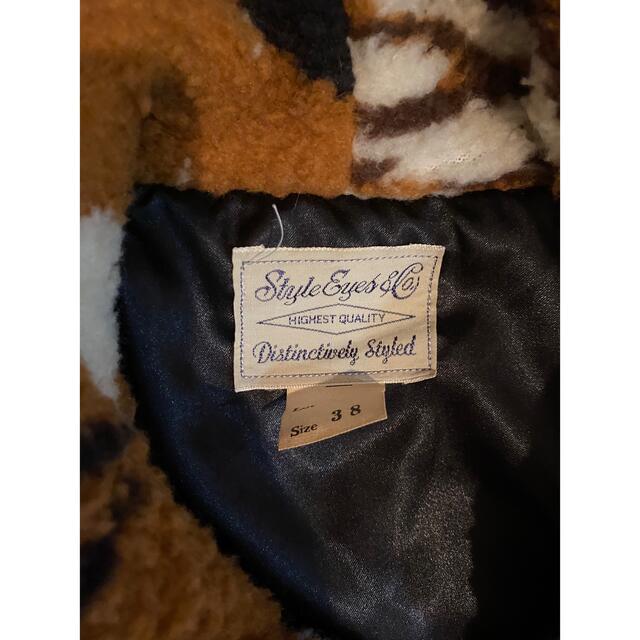 Style Eyes & Co.
HIGHEST QUALITY
Distinctively Styled
Size 38